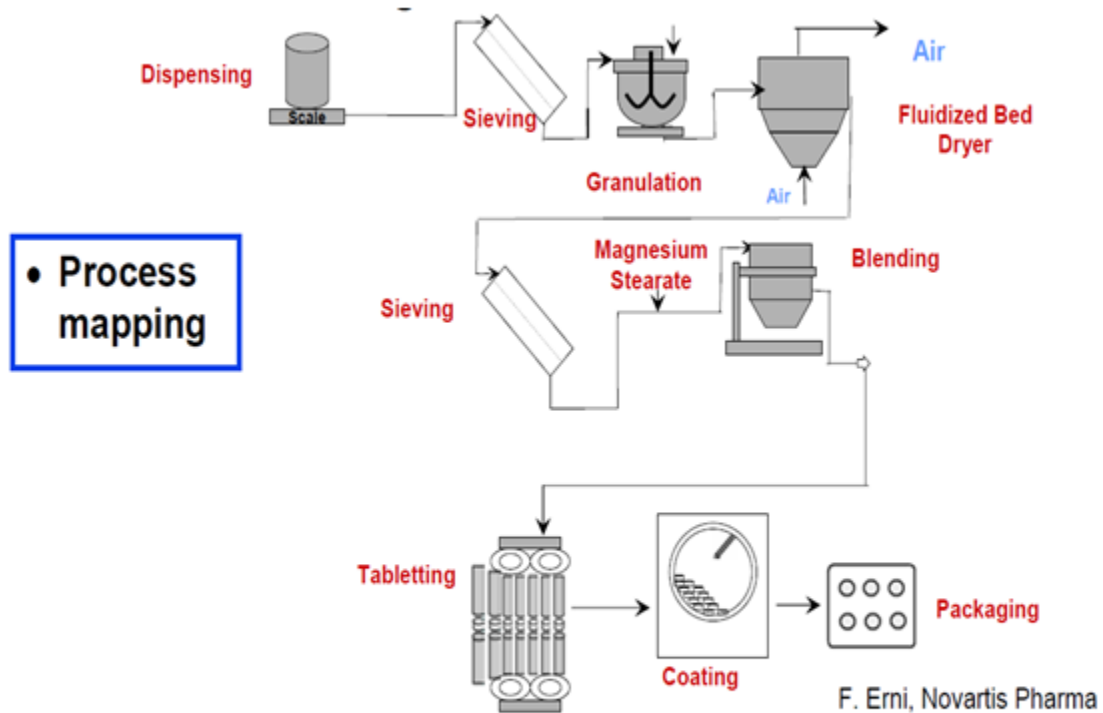 Dispensing
Scale
Sieving
Granulation
Air
Fluidized Bed
Dryer
Air
• Process
mapping
Sieving
Magnesium
Stearate
Blending
Tabletting
Coating
Packaging
F. Erni, Novartis Pharma